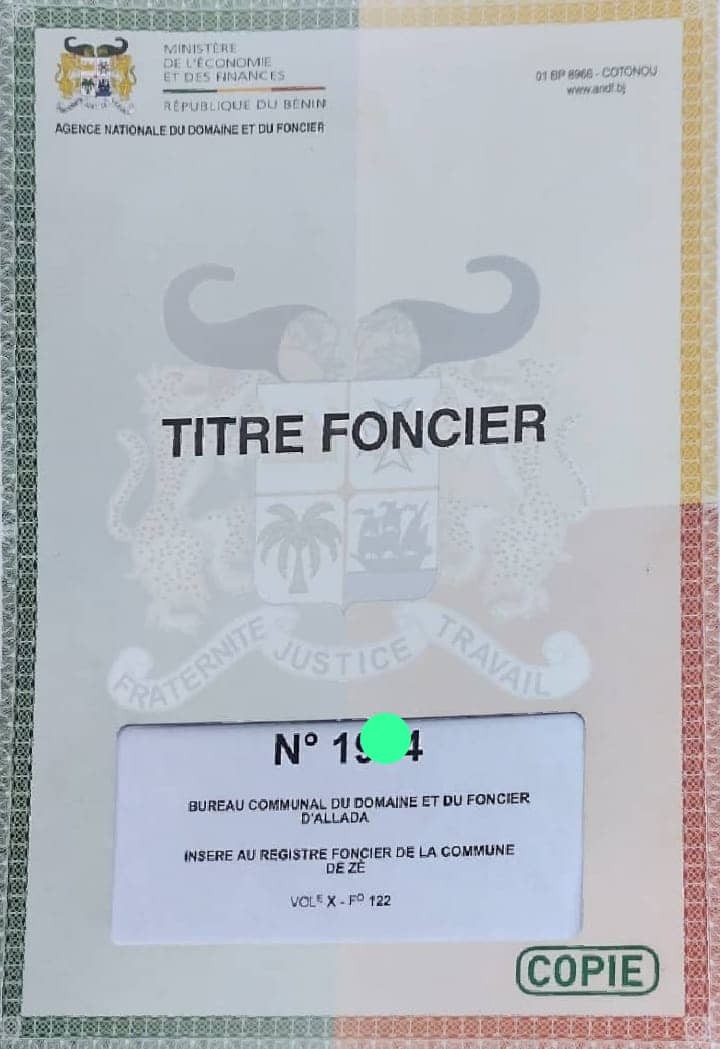 MINISTÈRE
DE L'ÉCONOMIE
ET DES FINANCES
RÉPUBLIQUE DU BÉNIN
AGENCE NATIONALE DU DOMAINE ET DU FONCIER
01 BP 8966 - COTONOU
www.andf.bj
TITRE FONCIER
FRATERNITE JUSTICE TRAVAIL
N°
BUREAU COMMUNAL DU DOMAINE ET DU FONCIER
D'ALLADA
INSERE AU REGISTRE FONCIER DE LA COMMUNE
DE ZÈ
VOLE X - FO 122
COPIE